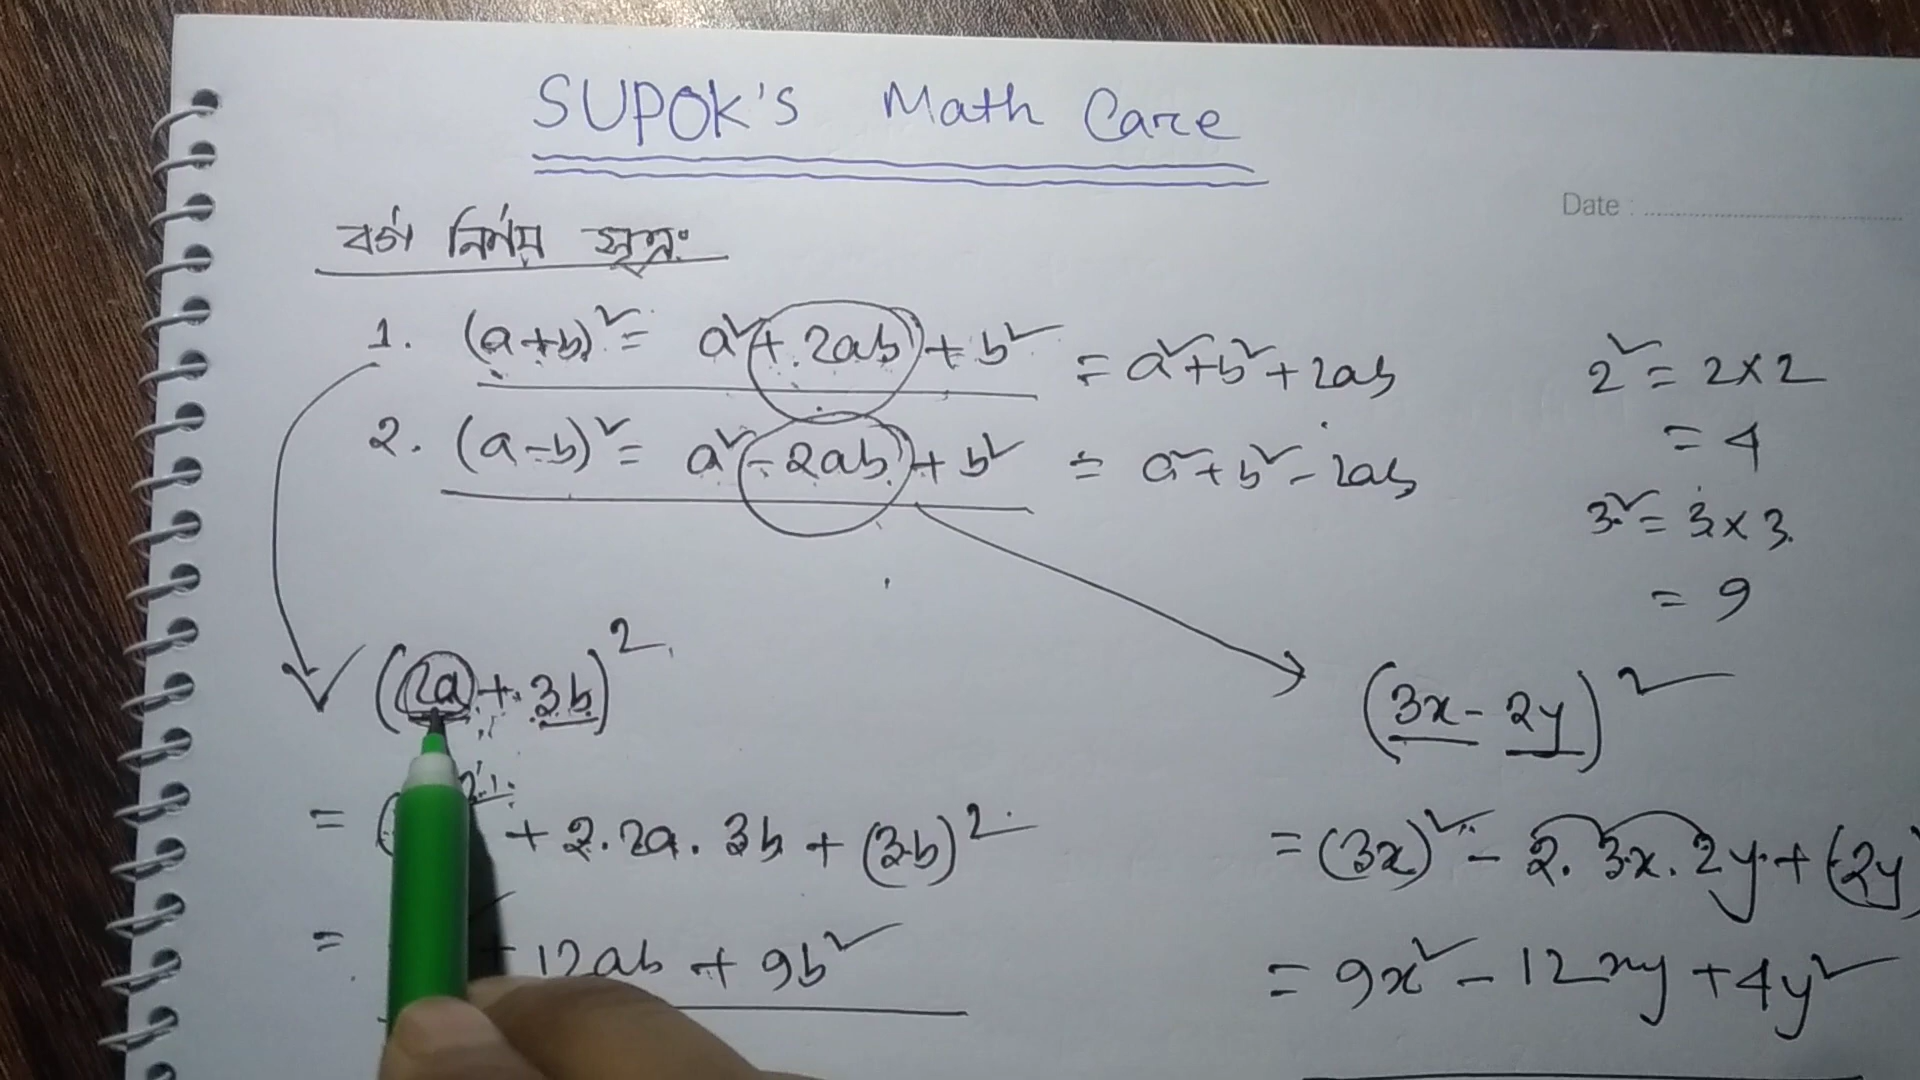 SUPOK'S Math Care
Date :
বর্গ নির্ণয় সূত্র:
1. (a+b)² = a² + 2ab + b² = a² + b² + 2ab
2. (a-b)² = a² - 2ab + b² = a² + b² - 2ab
2² = 2×2
= 4
3² = 3×3
= 9
(2a + 3b)²
= ( + 2.2a.3b + (3b)²
= + 12ab + 9b²
(3x - 2y)²
= (3x)² - 2.3x.2y + (2y)
= 9x² - 12xy + 4y²